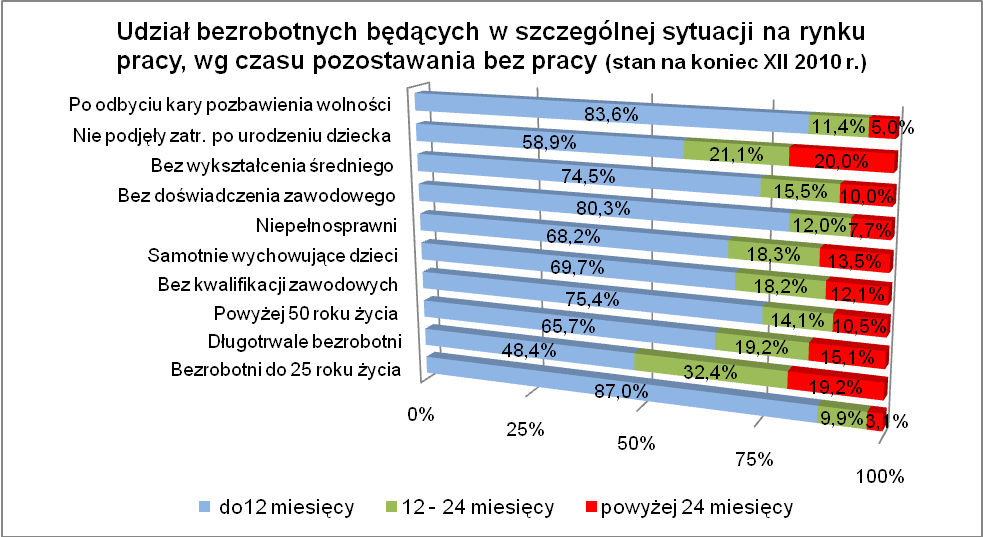 Udział bezrobotnych będących w szczególnej sytuacji na rynku
pracy, wg czasu pozostawania bez pracy (stan na koniec XII 2010 r.)
Po odbyciu kary pozbawienia wolności
83,6% 11,4% 5,0%
Nie podjęły zatr. po urodzeniu dziecka
58,9% 21,1% 20,0%
Bez wykształcenia średniego
74,5% 15,5% 10,0%
Bez doświadczenia zawodowego
80,3% 12,0% 7,7%
Niepełnosprawni
68,2% 18,3% 13,5%
Samotnie wychowujące dzieci
69,7% 18,2% 12,1%
Bez kwalifikacji zawodowych
75,4% 14,1% 10,5%
Powyżej 50 roku życia
65,7% 19,2% 15,1%
Długotrwale bezrobotni
48,4% 32,4% 19,2%
Bezrobotni do 25 roku życia
87,0% 9,9% 3,1%
0%
25%
50%
75%
100%
do12 miesięcy 12 - 24 miesięcy powyżej 24 miesięcy